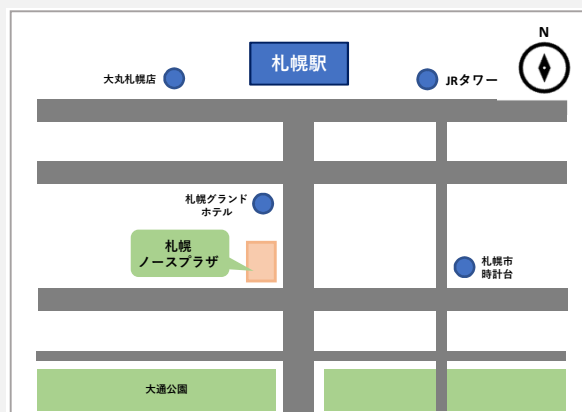 N
札幌駅
大丸札幌店
JRタワー
札幌グランド
ホテル
札幌
ノースプラザ
札幌市
時計台
大通公園